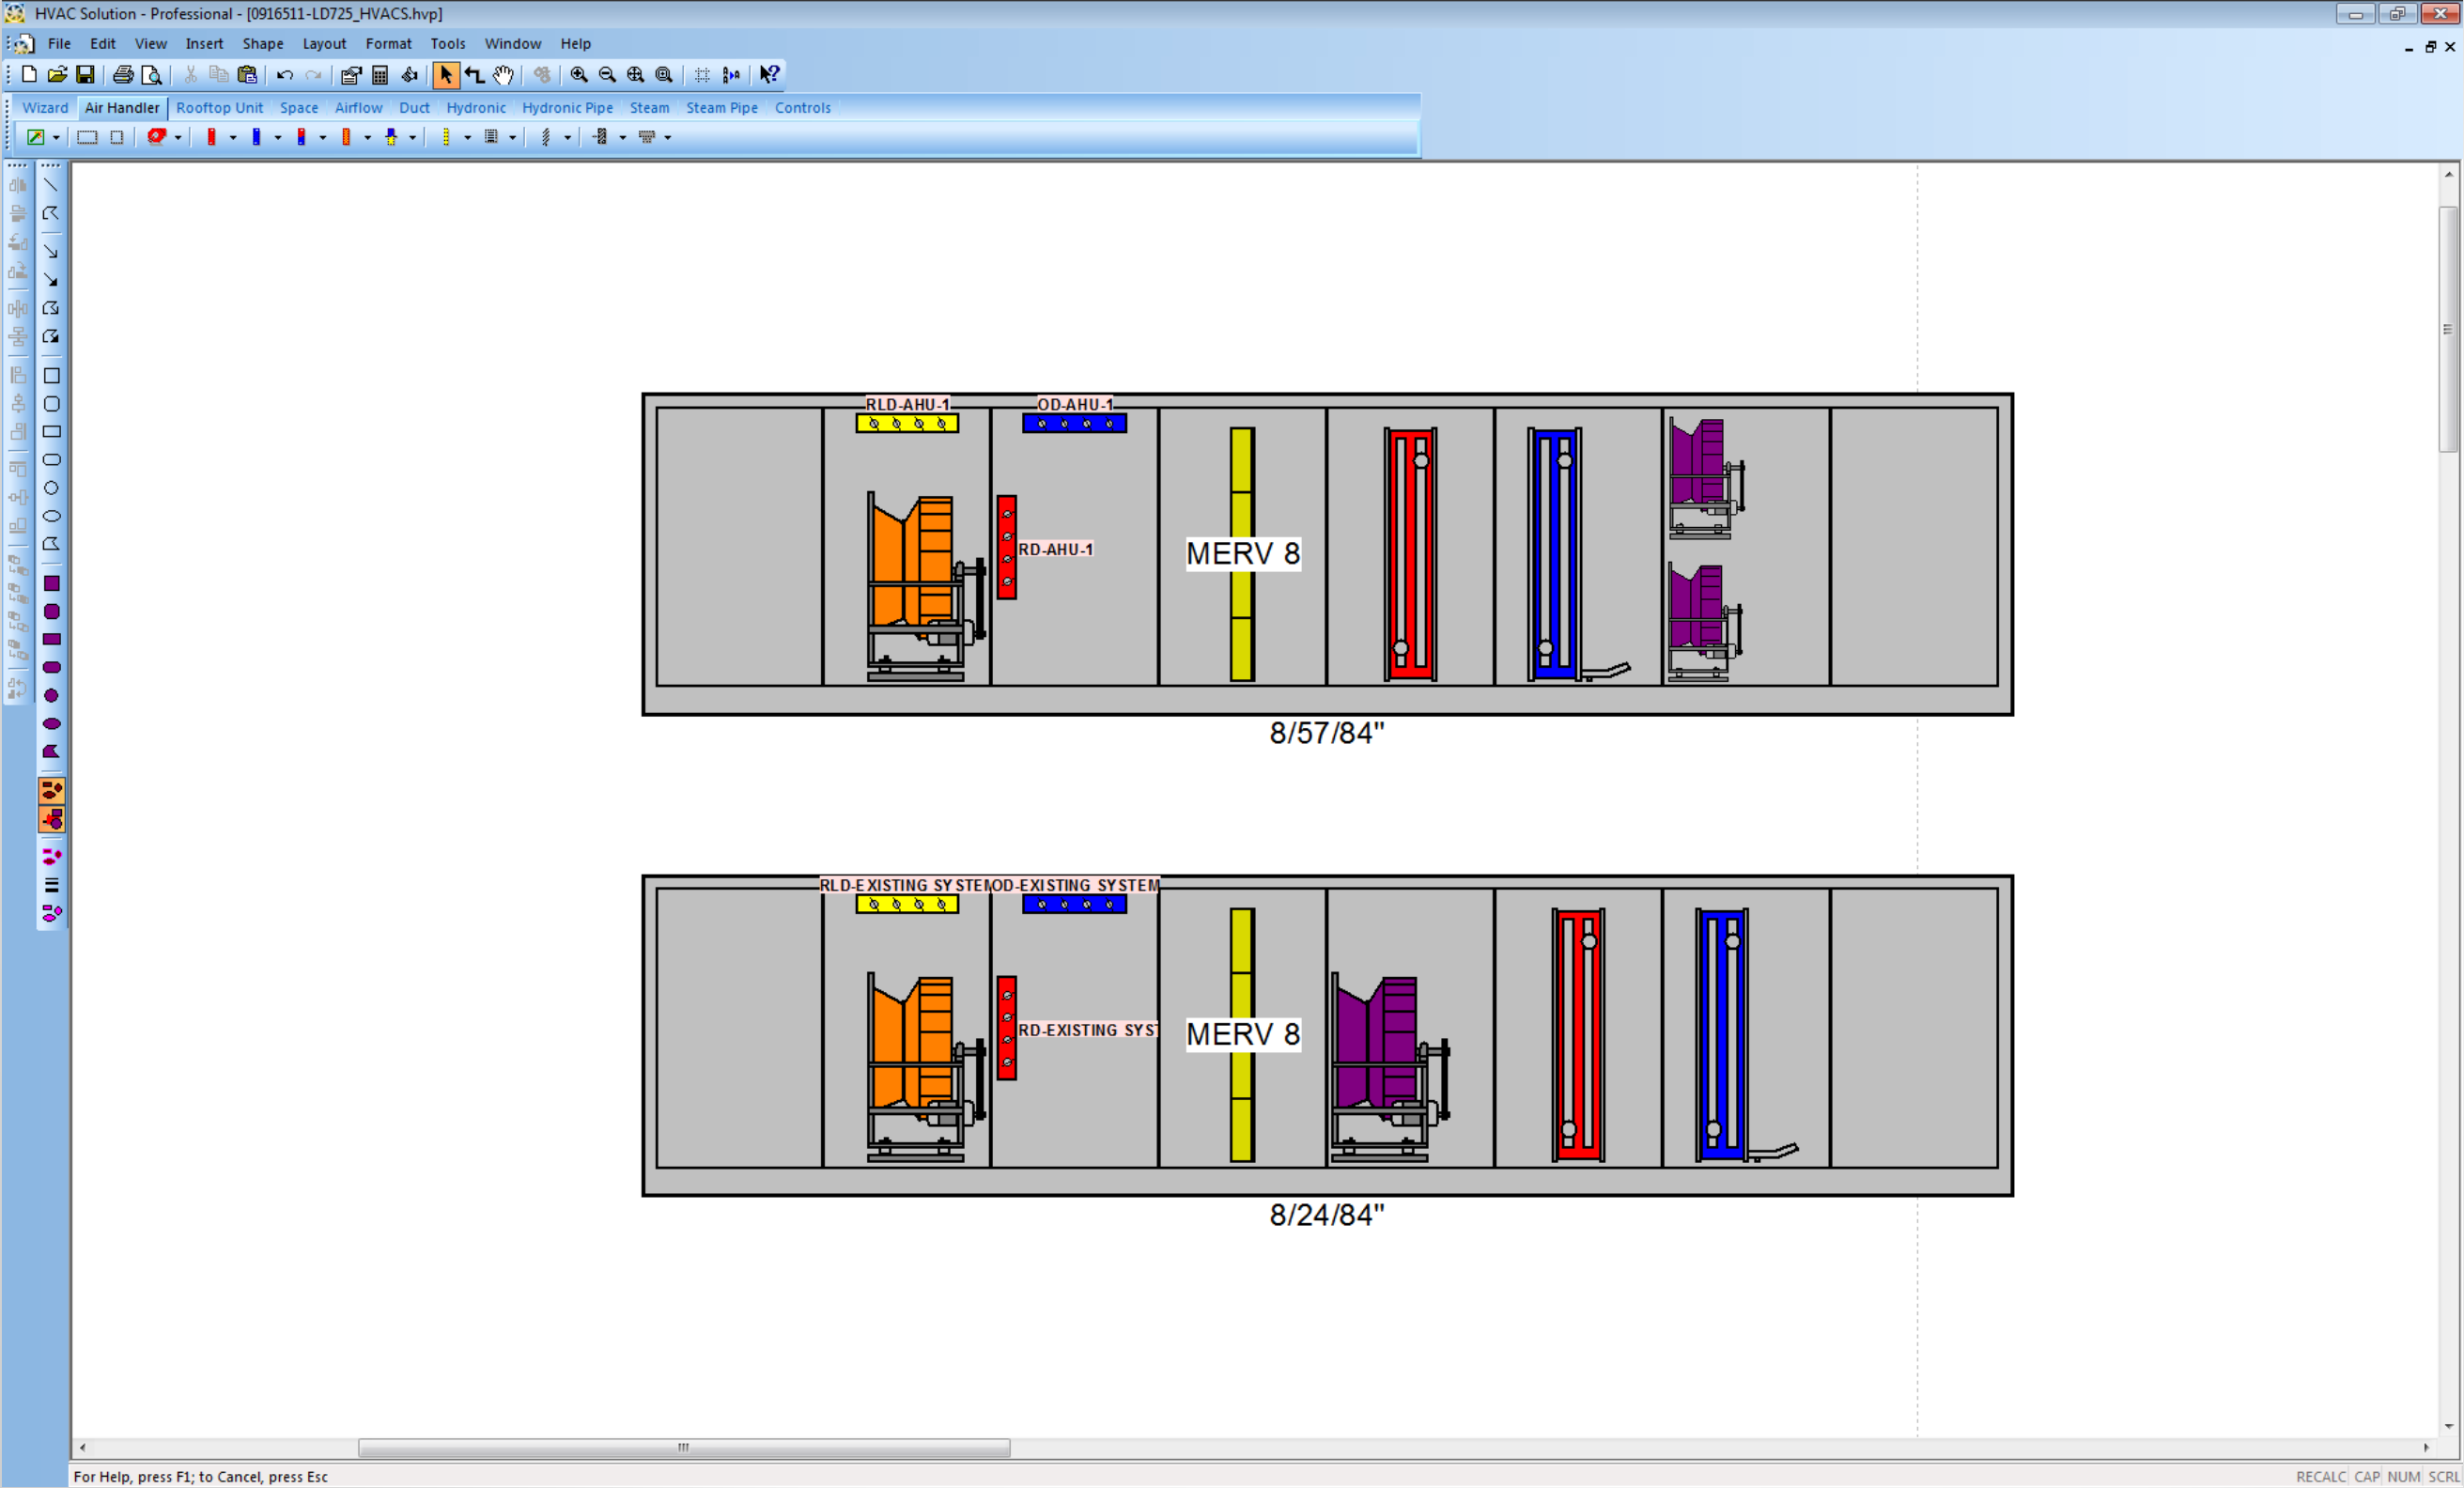 HVAC Solution - Professional - [0916511-LD725_HVACS.hvp]
File Edit View Insert Shape Layout Format Tools Window Help
Wizard Air Handler Rooftop Unit Space Airflow Duct Hydronic Hydronic Pipe Steam Steam Pipe Controls
RLD-AHU-1 OD-AHU-1
RD-AHU-1
MERV 8
8/57/84"
RLD-EXISTING SYSTEM OD-EXISTING SYSTEM
RD-EXISTING SYST
MERV 8
8/24/84"
For Help, press F1; to Cancel, press Esc
RECALC CAP NUM SCRL